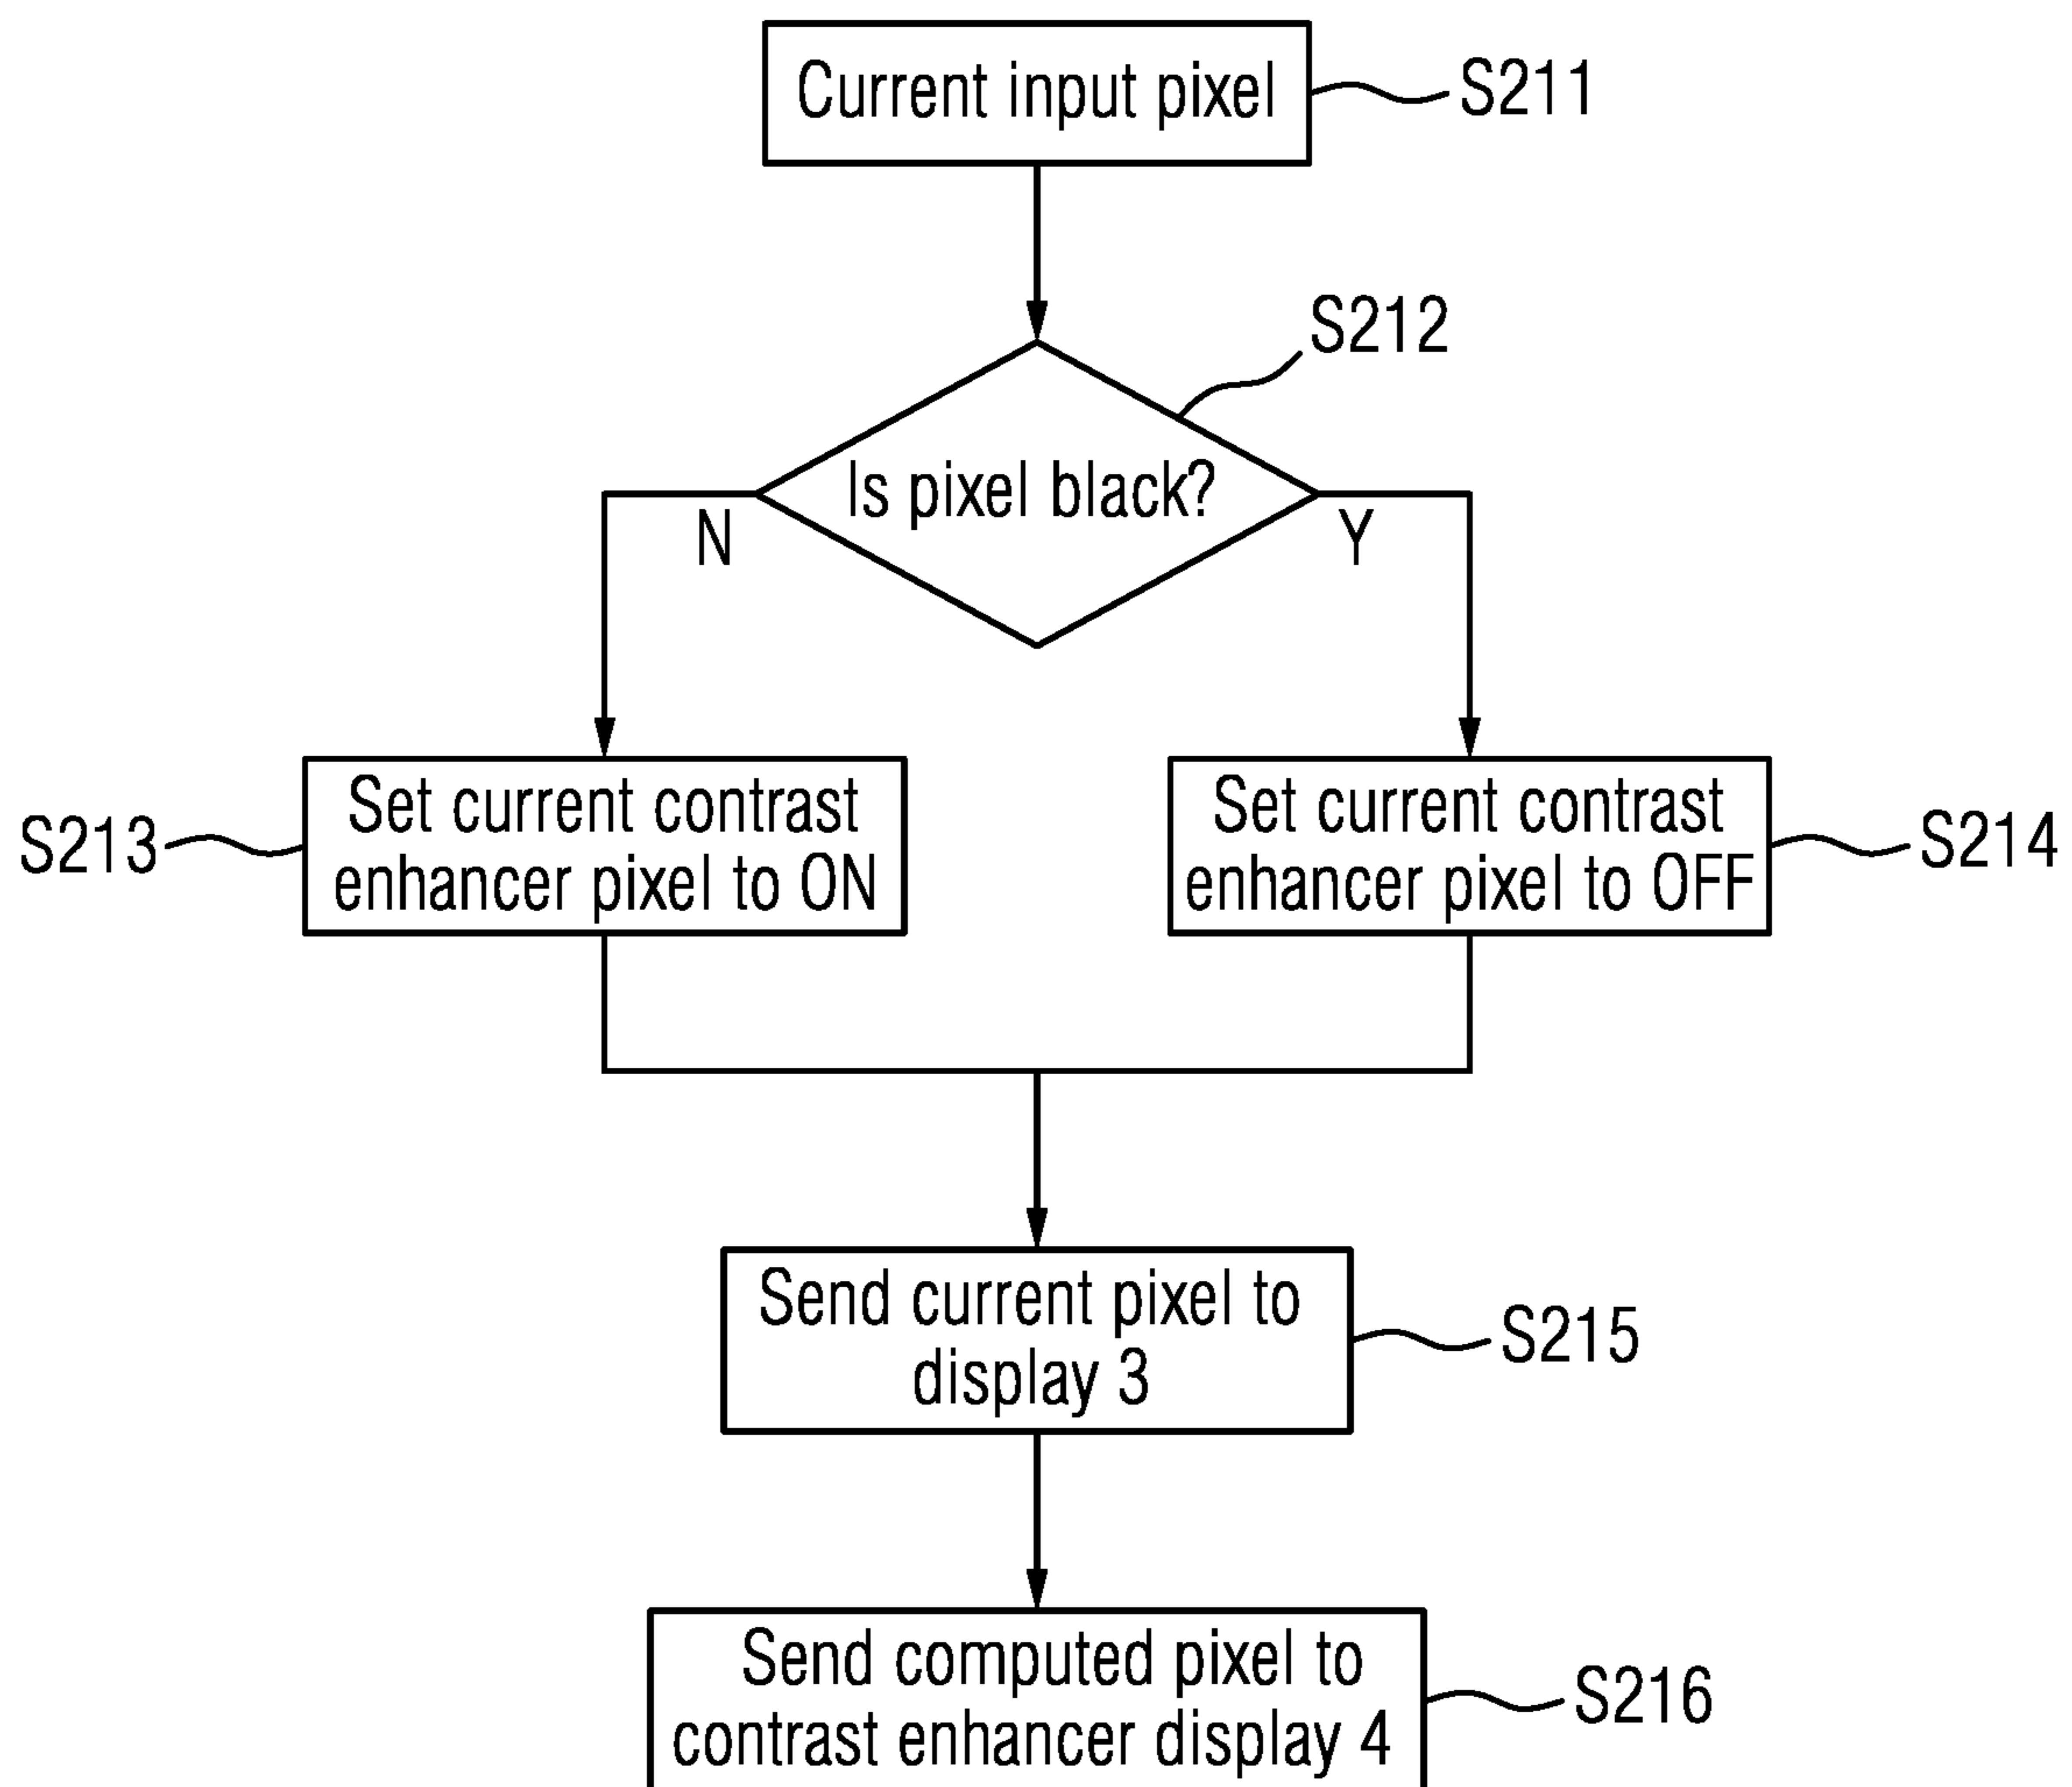 Current input pixel
S211
S212
Is pixel black?
N
Y
S213
Set current contrast
enhancer pixel to ON
Set current contrast
enhancer pixel to OFF
S214
Send current pixel to
display 3
S215
Send computed pixel to
contrast enhancer display 4
S216